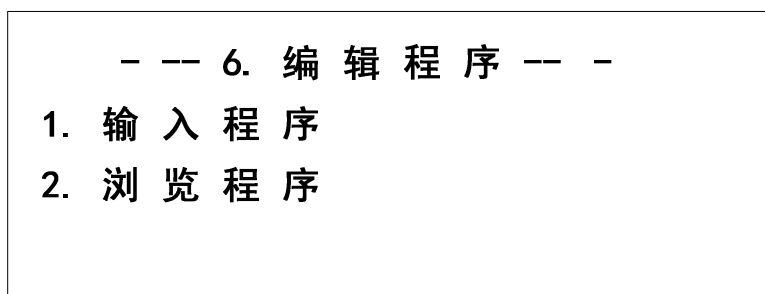 - -- 6. 编 辑 程 序 -- -
1. 输 入 程 序
2. 浏 览 程 序